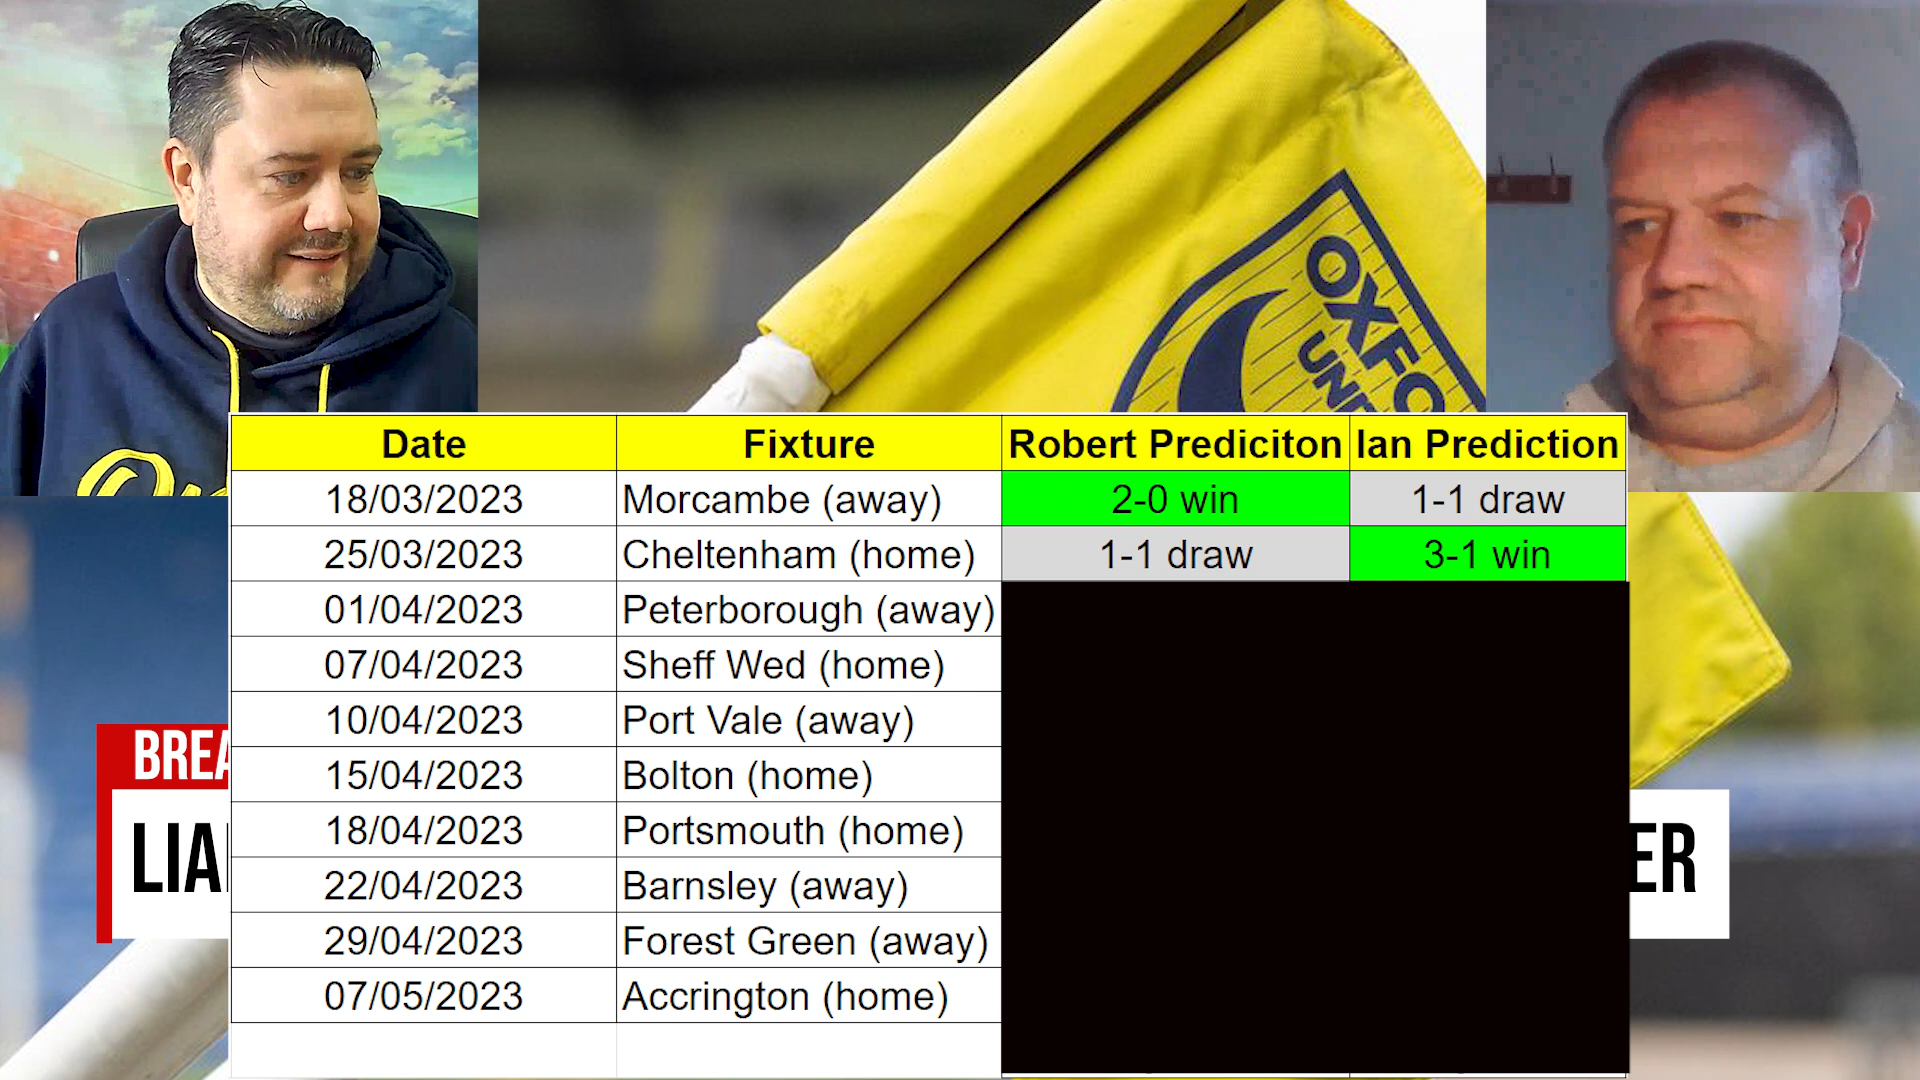 OXFO
UNI
Date Fixture Robert Prediciton Ian Prediction
18/03/2023 Morcambe (away) 2-0 win 1-1 draw
25/03/2023 Cheltenham (home) 1-1 draw 3-1 win
01/04/2023 Peterborough (away)
07/04/2023 Sheff Wed (home)
10/04/2023 Port Vale (away)
15/04/2023 Bolton (home)
18/04/2023 Portsmouth (home)
22/04/2023 Barnsley (away)
29/04/2023 Forest Green (away)
07/05/2023 Accrington (home)
BREA
LIA
ER